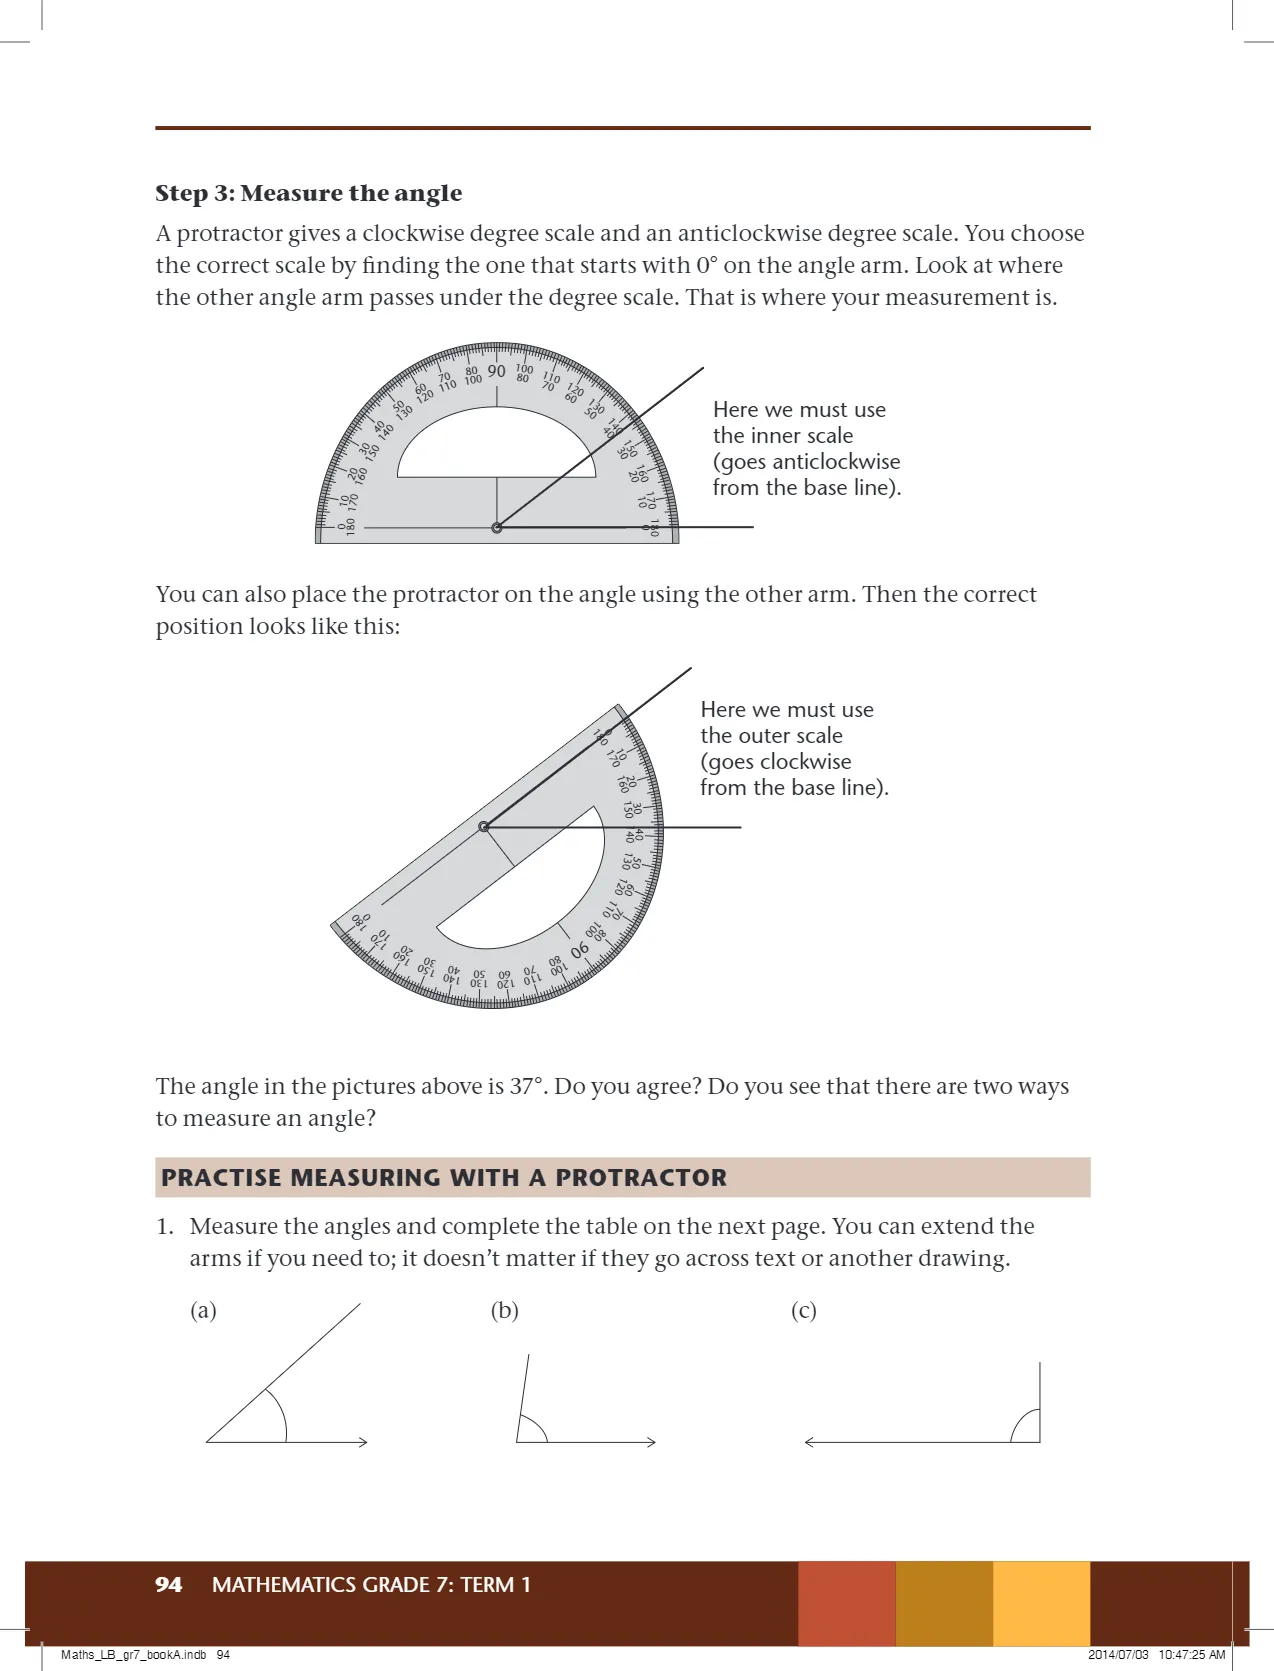 Step 3: Measure the angle
A protractor gives a clockwise degree scale and an anticlockwise degree scale. You choose
the correct scale by finding the one that starts with 0° on the angle arm. Look at where
the other angle arm passes under the degree scale. That is where your measurement is.
0 10 20 30 40 50 60 70 80 90 100 110 120 130 140 150 160 170 180
180 170 160 150 140 130 120 110 100 80 70 60 50 40 30 20 10 0
Here we must use
the inner scale
(goes anticlockwise
from the base line).
You can also place the protractor on the angle using the other arm. Then the correct
position looks like this:
Here we must use
the outer scale
(goes clockwise
from the base line).
0 10 20 30 40 50 60 70 80 90 100 110 120 130 140 150 160 170 180
180 170 160 150 140 130 120 110 100 80 70 60 50 40 30 20 10 0
The angle in the pictures above is 37°. Do you agree? Do you see that there are two ways
to measure an angle?
PRACTISE MEASURING WITH A PROTRACTOR
1. Measure the angles and complete the table on the next page. You can extend the
arms if you need to; it doesn't matter if they go across text or another drawing.
(a) (b) (c)
94 MATHEMATICS GRADE 7: TERM 1
Maths_LB_gr7_bookA.indb 94 2014/07/03 10:47:25 AM